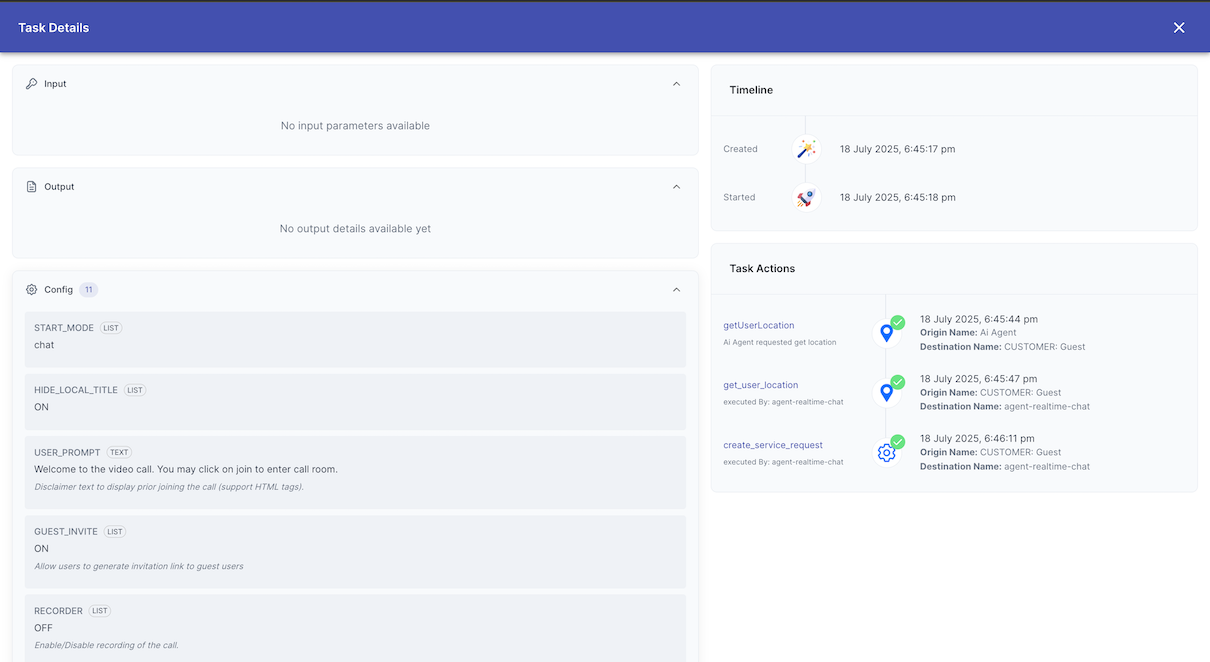 Task Details
Input
No input parameters available
Output
No output details available yet
Config 11
START_MODE LIST
chat
HIDE_LOCAL_TITLE LIST
ON
USER_PROMPT TEXT
Welcome to the video call. You may click on join to enter call room.
Disclaimer text to display prior joining the call (support HTML tags).
GUEST_INVITE LIST
ON
Allow users to generate invitation link to guest users
RECORDER LIST
OFF
Enable/Disable recording of the call.
Timeline
Created 18 July 2025, 6:45:17 pm
Started 18 July 2025, 6:45:18 pm
Task Actions
getUserLocation
Ai Agent requested get location
18 July 2025, 6:45:44 pm
Origin Name: Ai Agent
Destination Name: CUSTOMER: Guest
get_user_location
executed By: agent-realtime-chat
18 July 2025, 6:45:47 pm
Origin Name: CUSTOMER: Guest
Destination Name: agent-realtime-chat
create_service_request
executed By: agent-realtime-chat
18 July 2025, 6:46:11 pm
Origin Name: CUSTOMER: Guest
Destination Name: agent-realtime-chat